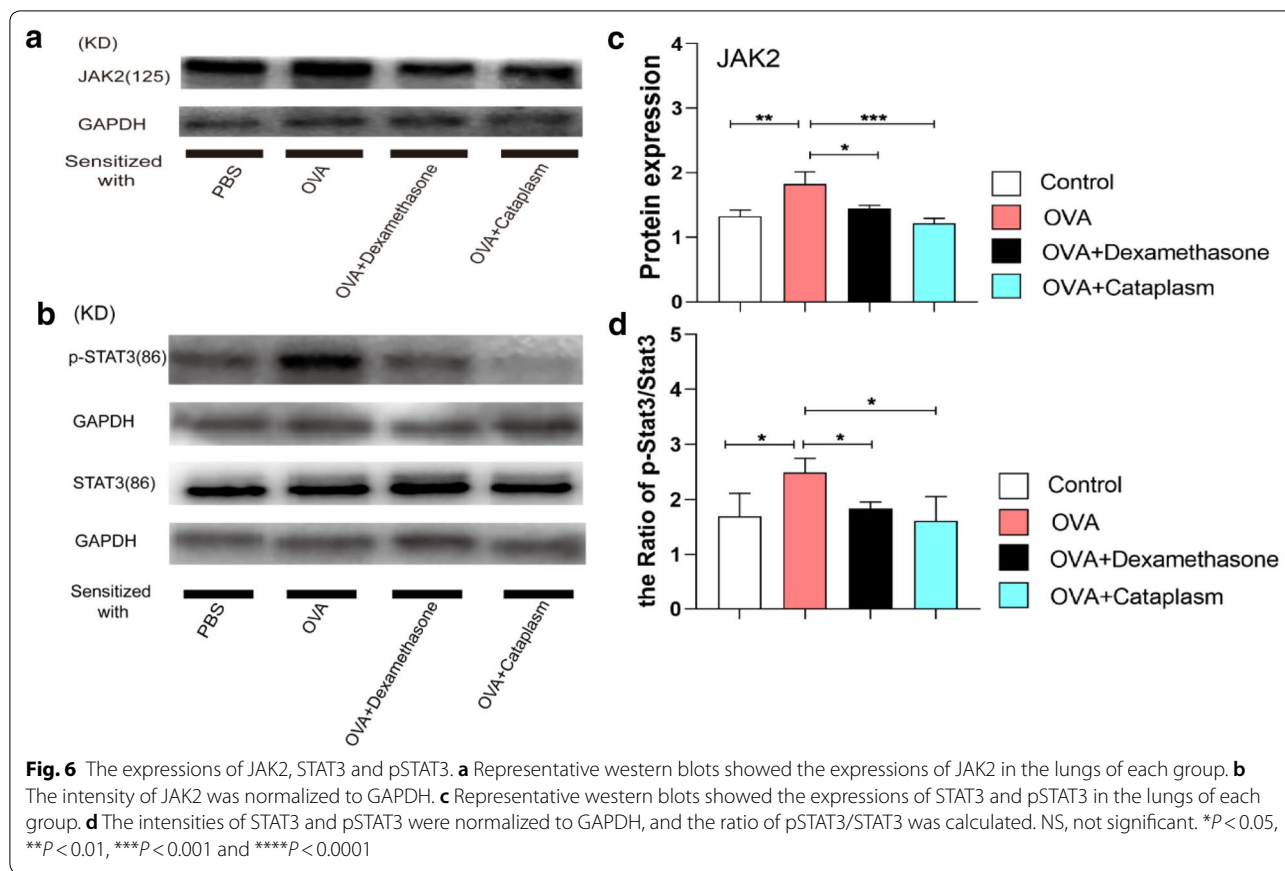 a
(KD)
JAK2(125)
GAPDH
Sensitized
with
PBS
OVA
OVA+Dexamethasone
OVA+Cataplasm
b (KD)
p-STAT3(86)
GAPDH
STAT3(86)
GAPDH
Sensitized
with
PBS
OVA
OVA+Dexamethasone
OVA+Cataplasm
c
JAK2
Protein expression
4
3
2
1
0
**
***
*
Control
OVA
OVA+Dexamethasone
OVA+Cataplasm
d
the Ratio of p-Stat3/Stat3
5
4
3
2
1
0
*
*
*
Control
OVA
OVA+Dexamethasone
OVA+Cataplasm
Fig. 6 The expressions of JAK2, STAT3 and pSTAT3. a Representative western blots showed the expressions of JAK2 in the lungs of each group. b
The intensity of JAK2 was normalized to GAPDH. c Representative western blots showed the expressions of STAT3 and pSTAT3 in the lungs of each
group. d The intensities of STAT3 and pSTAT3 were normalized to GAPDH, and the ratio of pSTAT3/STAT3 was calculated. NS, not significant. *P < 0.05,
**P < 0.01, ***P < 0.001 and ****P < 0.0001